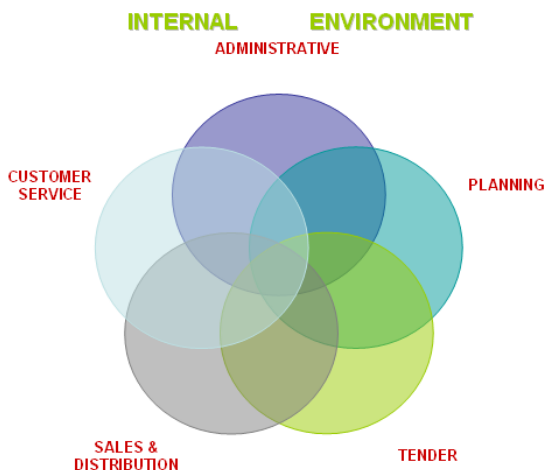 INTERNAL ENVIRONMENT
ADMINISTRATIVE
CUSTOMER
SERVICE
PLANNING
SALES &
DISTRIBUTION
TENDER